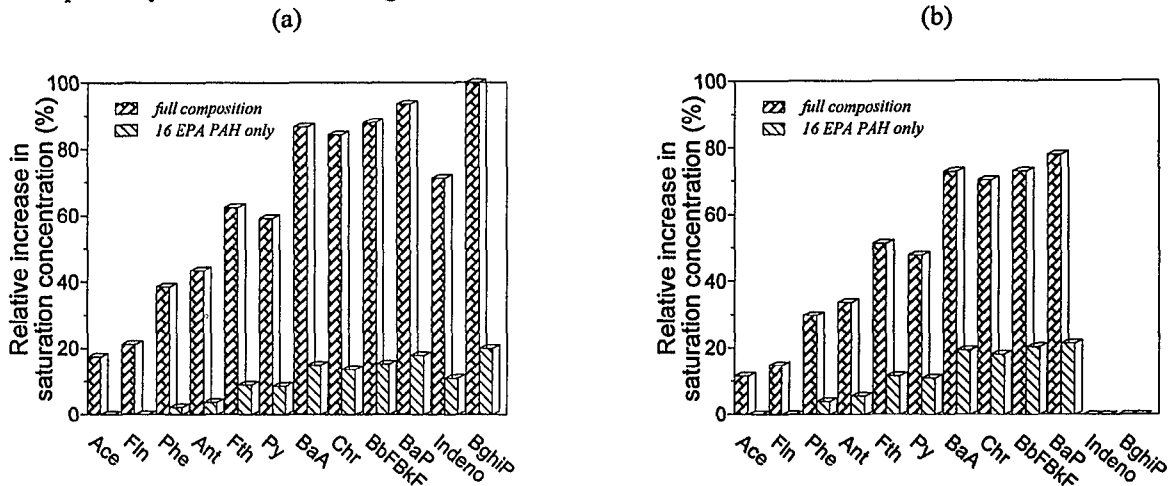 (a)
(b)
Relative increase in
saturation concentration (%)
100
80
60
40
20
0
full composition
16 EPA PAH only
Ace
Fln
Phe
Ant
Fth
Py
BaA
Chr
BbFBkF
BaP
Indeno
BghiP
Relative increase in
saturation concentration (%)
100
80
60
40
20
0
full composition
16 EPA PAH only
Ace
Fln
Phe
Ant
Fth
Py
BaA
Chr
BbFBkF
BaP
Indeno
BghiP